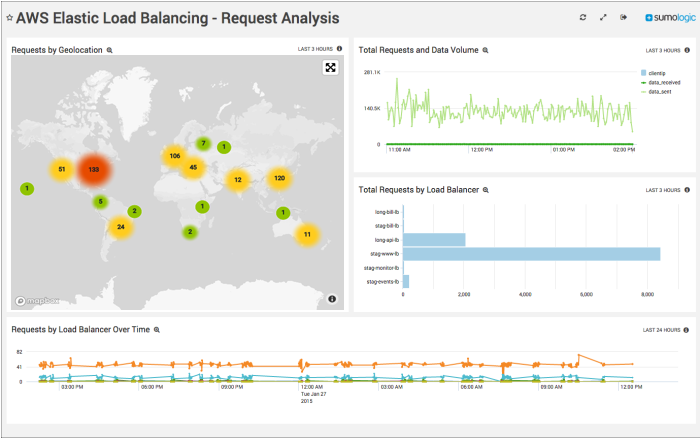 AWS Elastic Load Balancing - Request Analysis
sumologic
Requests by Geolocation
LAST 3 HOURS
51
133
1
5
2
24
106
7
1
45
12
120
1
1
2
11
mapbox
Total Requests and Data Volume
LAST 3 HOURS
281.1K
140.5K
0
11:08 AM 12:00 PM 01:00 PM 02:00 PM
clientip
data_received
data_sent
Total Requests by Load Balancer
LAST 3 HOURS
long-bill-lb
stag-bill-lb
long-api-lb
stag-www-lb
stag-monitor-lb
stag-events-lb
0 2,000 4,000 6,000 8,000
Requests by Load Balancer Over Time
LAST 24 HOURS
82
41
0
03:00 PM 06:00 PM 09:00 PM 12:00 AM 03:00 AM 06:00 AM 09:00 AM 12:00 PM
Tue Jan 27
2015